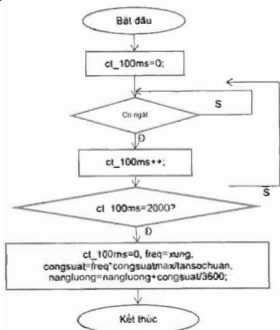 Bắt đầu
ct_100ms=0;
Co ngắt
S
Đ
ct_100ms++;
S
ct_100ms=2000?
Đ
ct_100ms=0, freq=xung,
congsuat=freq*congsuatmax/tansochuan,
nangluong=nangluong+congsuat/3600;
Kết thúc